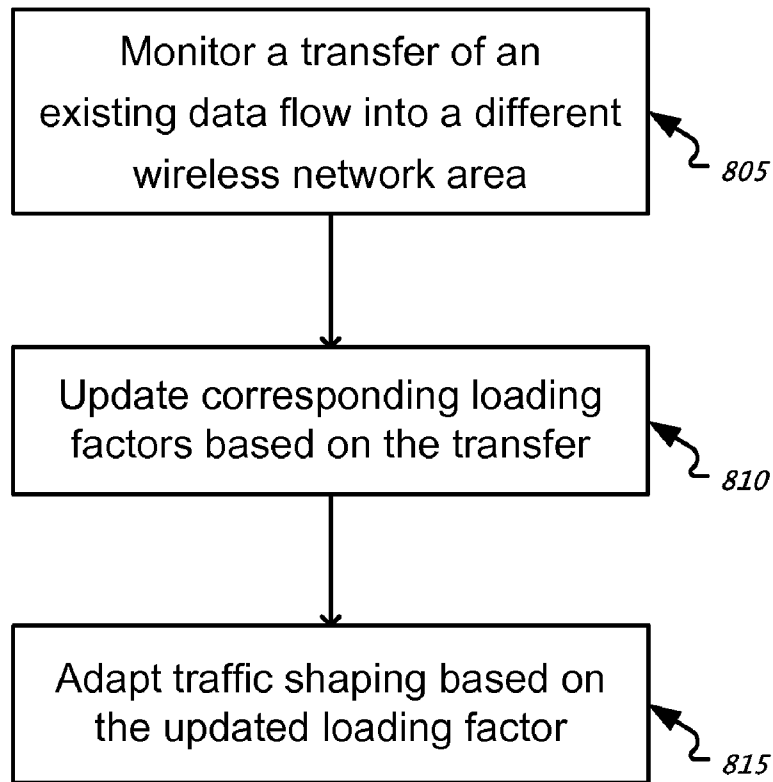 Monitor a transfer of an
existing data flow into a different
wireless network area
805
Update corresponding loading
factors based on the transfer
810
Adapt traffic shaping based on
the updated loading factor
815